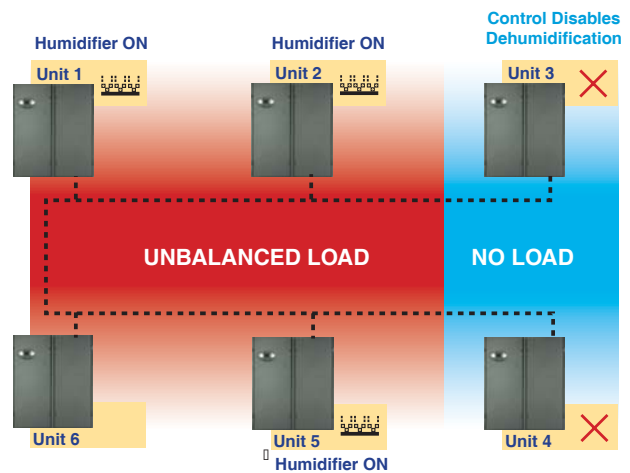 Control Disables
Dehumidification
Humidifier ON
Humidifier ON
Unit 1
Unit 2
Unit 3
UNBALANCED LOAD
NO LOAD
Unit 6
Unit 5
Unit 4
Humidifier ON